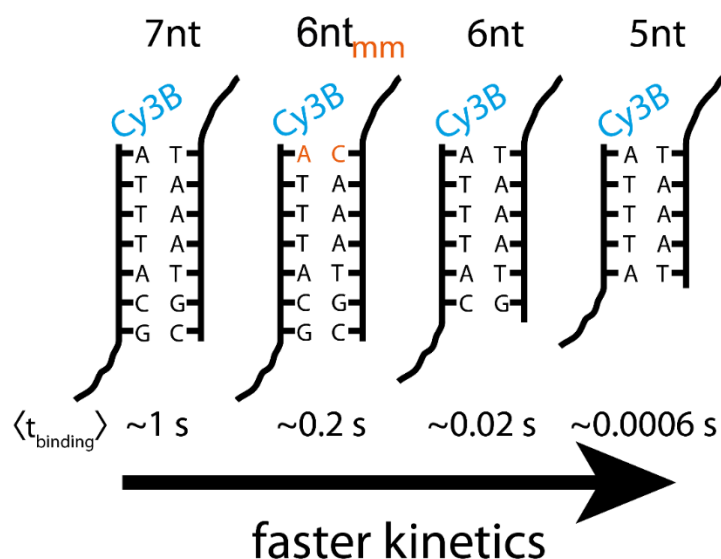 7nt 6ntmm 6nt 5nt
Cy3B Cy3B Cy3B Cy3B
A T A C A T A T
T A T A T A T A
T A T A T A T A
T A T A T A T A
A T A T A T A T
C G C G C G
G C G C
⟨tbinding⟩ ~1 s ~0.2 s ~0.02 s ~0.0006 s
faster kinetics